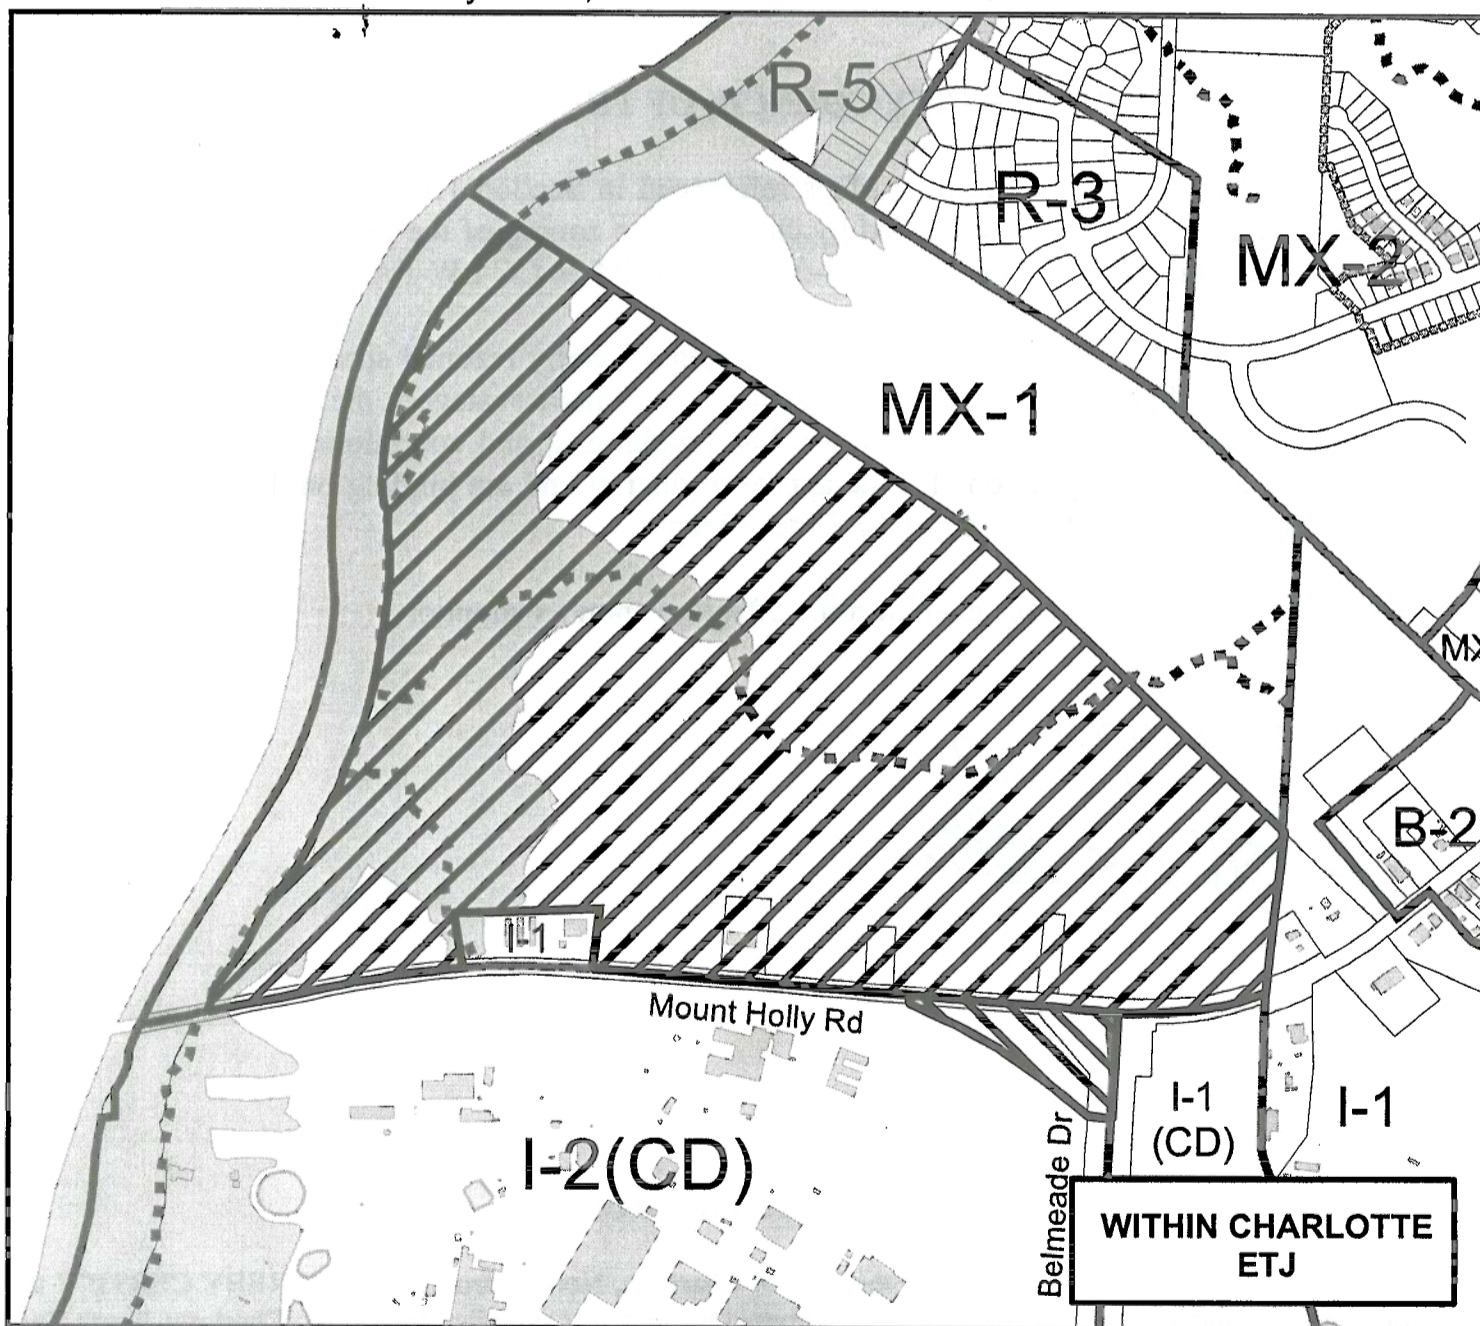 R-5
R-3
MX-2
MX-1
MX
B-2
I-1
Mount Holly Rd
I-2(CD)
Belmeade Dr
I-1
(CD)
I-1
WITHIN CHARLOTTE
ETJ